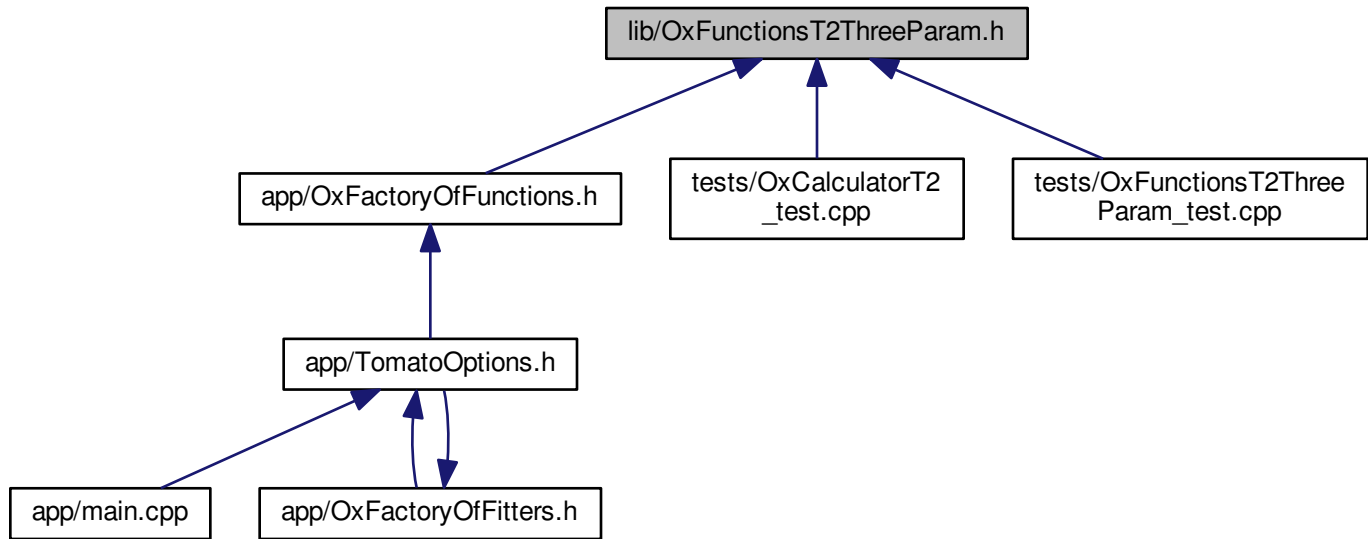 lib/OxFunctionsT2ThreeParam.h
app/OxFactoryOfFunctions.h
tests/OxCalculatorT2
_test.cpp
tests/OxFunctionsT2Three
Param_test.cpp
app/TomatoOptions.h
app/main.cpp
app/OxFactoryOfFitters.h